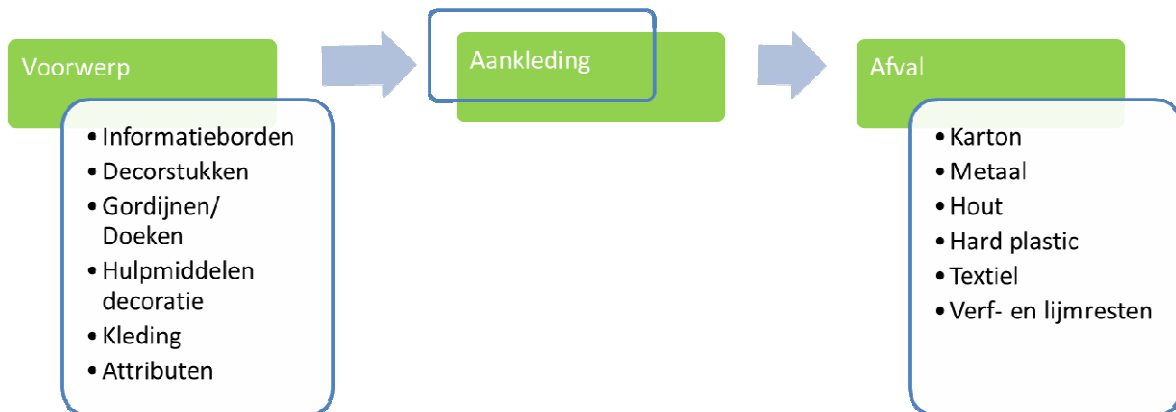 Voorwerp
• Informatieborden
• Decorstukken
• Gordijnen/
Doeken
• Hulpmiddelen
decoratie
• Kleding
• Attributen
Aankleding
Afval
• Karton
• Metaal
• Hout
• Hard plastic
• Textiel
• Verf- en lijmresten